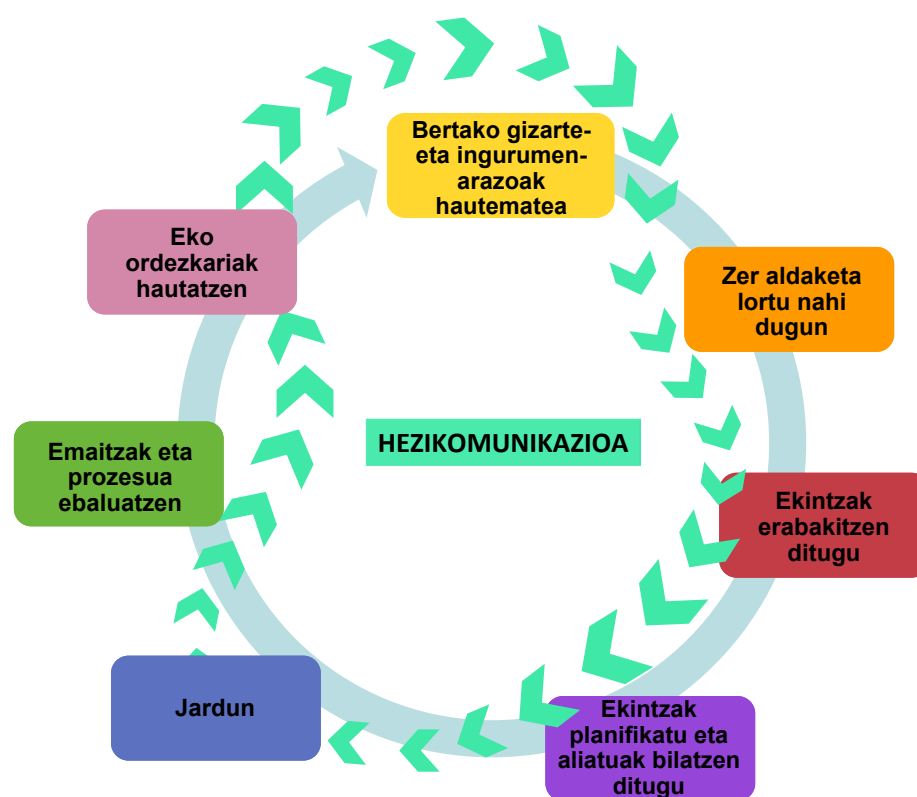 Bertako gizarte-
eta ingurumen-
arazoak
hautematea
Zer aldaketa
lortu nahi
dugun
Ekintzak
erabakitzen
ditugu
Ekintzak
planifikatu eta
aliatuak bilatzen
ditugu
Jardun
Emaitzak eta
prozesua
ebaluatzen
Eko
ordezkariak
hautatzen
HEZIKOMUNIKAZIOA